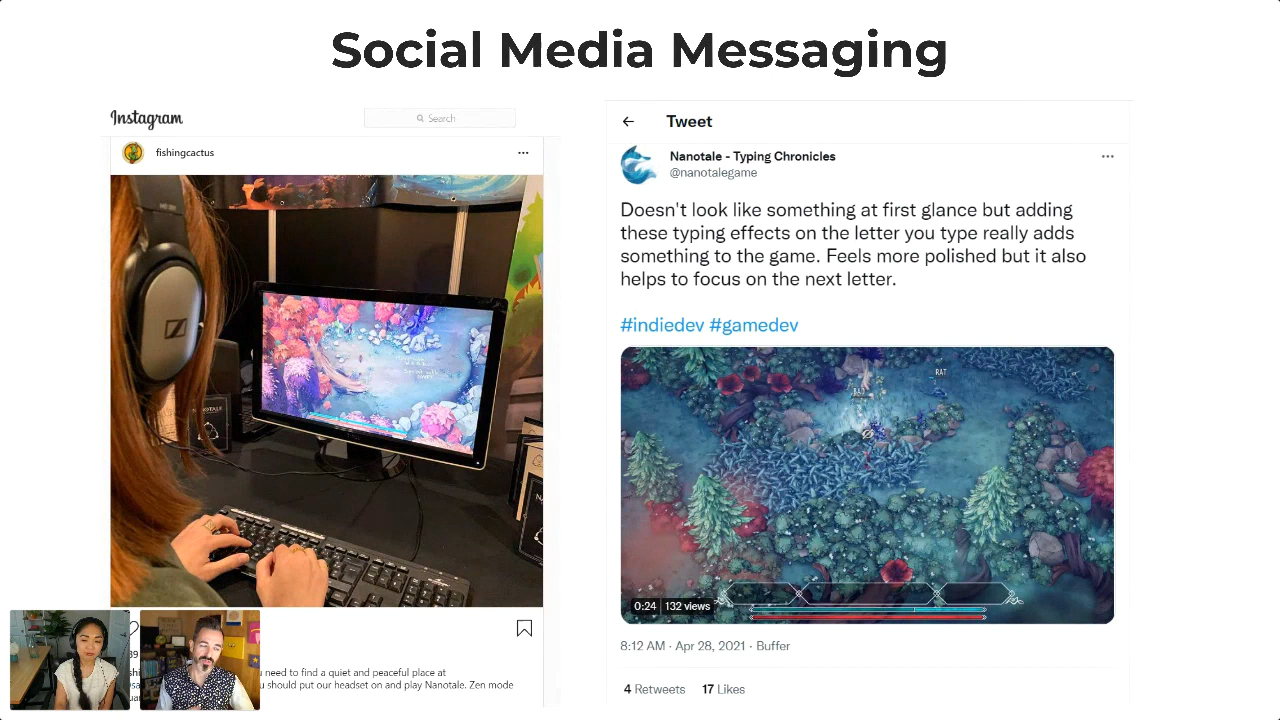 Social Media Messaging
Instagram
Search
fishingcactus
...
need to find a quiet and peaceful place at
should put our headset on and play Nanotale. Zen mode
Tweet
Nanotale - Typing Chronicles
@nanotalegame
...
Doesn't look like something at first glance but adding
these typing effects on the letter you type really adds
something to the game. Feels more polished but it also
helps to focus on the next letter.
#indiedev #gamedev
RAT
0:24 132 views
8:12 AM · Apr 28, 2021 · Buffer
4 Retweets 17 Likes